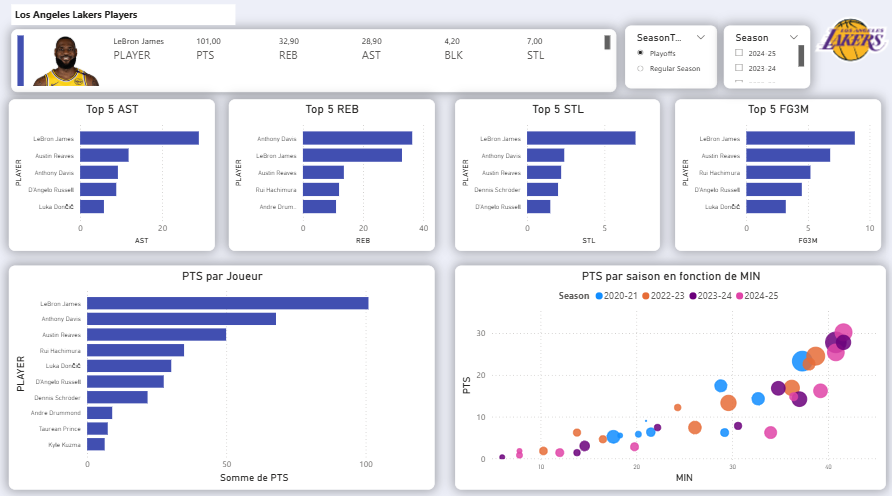 Los Angeles Lakers Players
LeBron James 101,00 32,90 28,90 4,20 7,00
PLAYER PTS REB AST BLK STL
SeasonT...
Playoffs
Regular Season
Season
2024-25
2023-24
LOS ANGELES
LAKERS
Top 5 AST
PLAYER
LeBron James
Austin Reaves
Anthony Davis
D'Angelo Russell
Luka Dončić
0 20
AST
Top 5 REB
PLAYER
Anthony Davis
LeBron James
Austin Reaves
Rui Hachimura
Andre Drum...
0 20 40
REB
Top 5 STL
PLAYER
LeBron James
Anthony Davis
Austin Reaves
Dennis Schröder
D'Angelo Russell
0 5
STL
Top 5 FG3M
PLAYER
LeBron James
Austin Reaves
Rui Hachimura
D'Angelo Russell
Luka Dončić
0 5 10
FG3M
PTS par Joueur
PLAYER
LeBron James
Anthony Davis
Austin Reaves
Rui Hachimura
Luka Dončić
D'Angelo Russell
Dennis Schröder
Andre Drummond
Taurean Prince
Kyle Kuzma
0 50 100
Somme de PTS
PTS par saison en fonction de MIN
Season 2020-21 2022-23 2023-24 2024-25
PTS
30
20
10
0
10 20 30 40
MIN